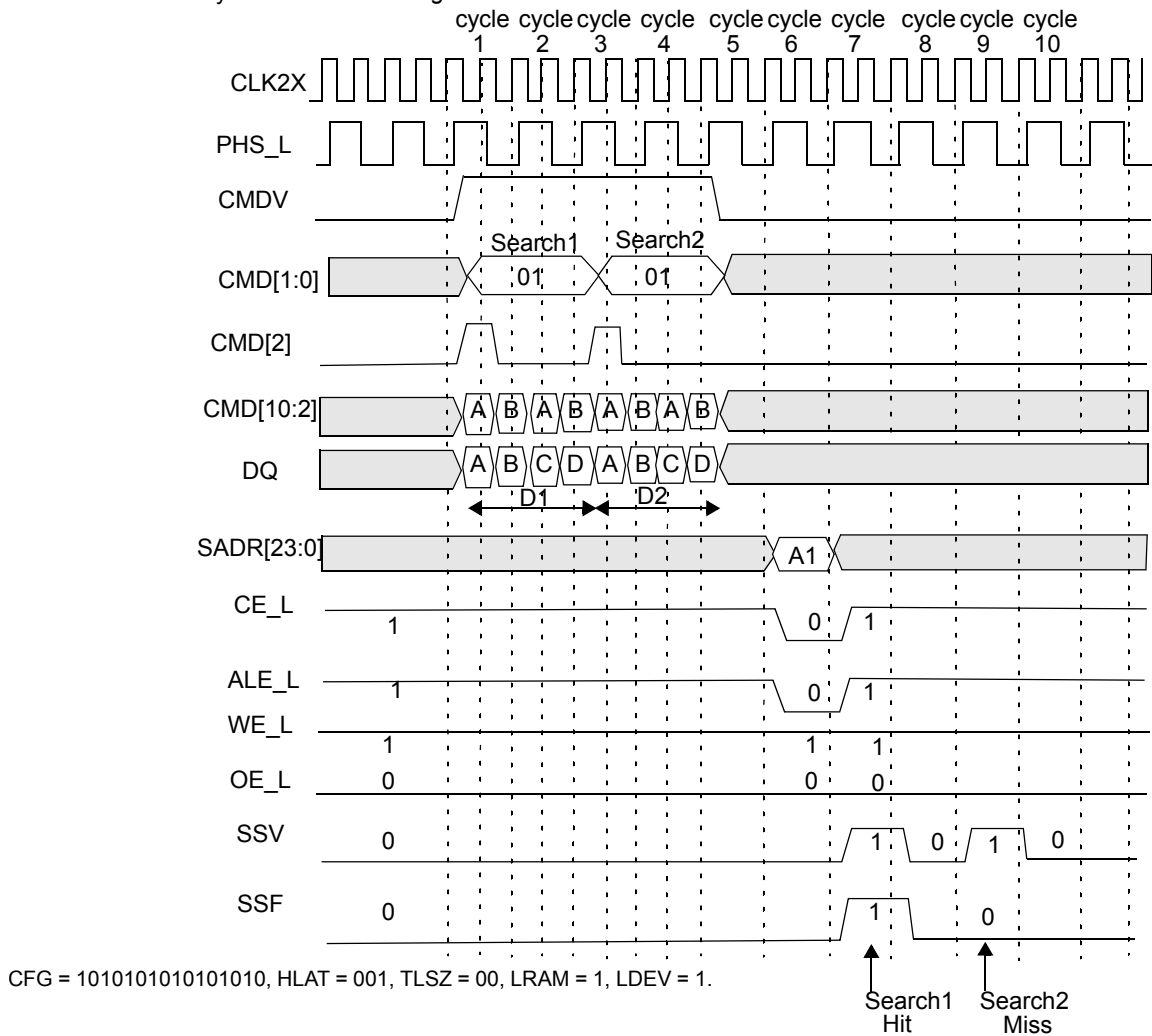 cycle cycle cycle cycle cycle cycle cycle cycle cycle cycle
1 2 3 4 5 6 7 8 9 10
CLK2X
PHS_L
CMDV
Search1 Search2
CMD[1:0] 01 01
CMD[2]
CMD[10:2] A B A B A B A B
DQ A B C D A B C D
D1 D2
SADR[23:0] A1
CE_L 1 0 1
ALE_L 1 0 1
WE_L 1 1 1
OE_L 0 0 0
SSV 0 1 0 1 0
SSF 0 1 0
CFG = 1010101010101010, HLAT = 001, TLSZ = 00, LRAM = 1, LDEV = 1.
Search1 Search2
Hit Miss